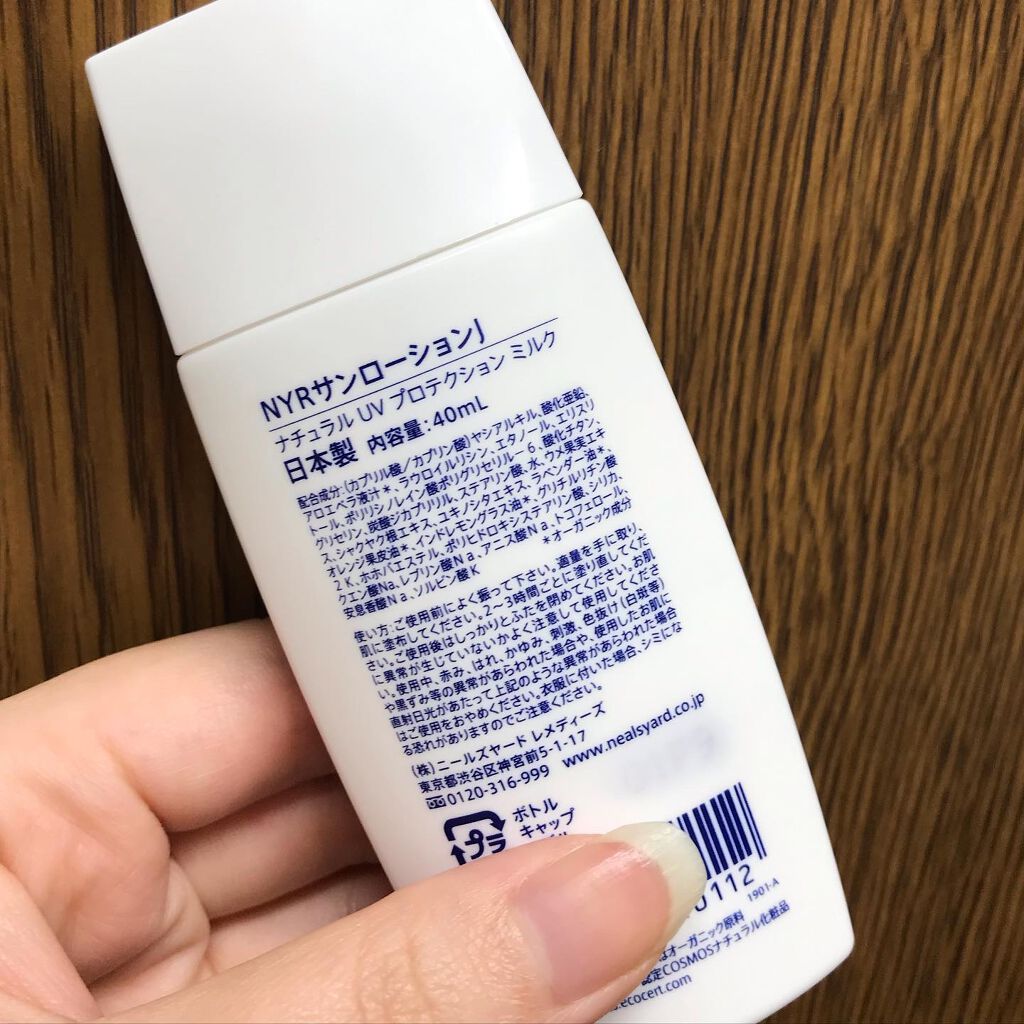 NYRサンローションJ
ナチュラル UV プロテクション ミルク
日本製 内容量:40mL
配合成分:(カプリル酸/カプリン酸)ヤシアルキル、酸化亜鉛、
アロエベラ液汁*、ラウロイルリシン、エタノール、エリスリ
トール、ポリリシノレイン酸ポリグリセリル-6、酸化チタン、
グリセリン、炭酸ジカプリリル、ステアリン酸、水、ウメ果実エキ
ス、シャクヤク根エキス、ユキノシタエキス、ラベンダー油*、
オレンジ果皮油*、インドレモングラス油*、グリチルリチン酸
2K、ホホバエステル、ポリヒドロキシステアリン酸、シリカ、
クエン酸Na、レブリン酸Na、アニス酸Na、トコフェロール、
安息香酸Na、ソルビン酸K *オーガニック成分
使い方:ご使用前によく振って下さい。適量を手に取り、
肌に塗布してください。2~3時間ごとに塗り直してくだ
さい。ご使用後はしっかりとふたを閉めてください。お肌
に異常が生じていないかよく注意して使用してくださ
い。使用中、赤み、はれ、かゆみ、刺激、色抜け(白斑等)
や黒ずみ等の異常があらわれた場合や、使用したお肌に
直射日光があたって上記のような異常があらわれた場合
はご使用をおやめください。衣服に付いた場合、シミにな
る恐れがありますのでご注意ください。
(株)ニールズヤード レメディーズ
東京都渋谷区神宮前5-1-17
0120-316-999 www.nealsyard.co.jp
プラ
ボトル
キャップ
0112
1901-A
はオーガニック原料
認定COSMOSナチュラル化粧品
.ecocert.com